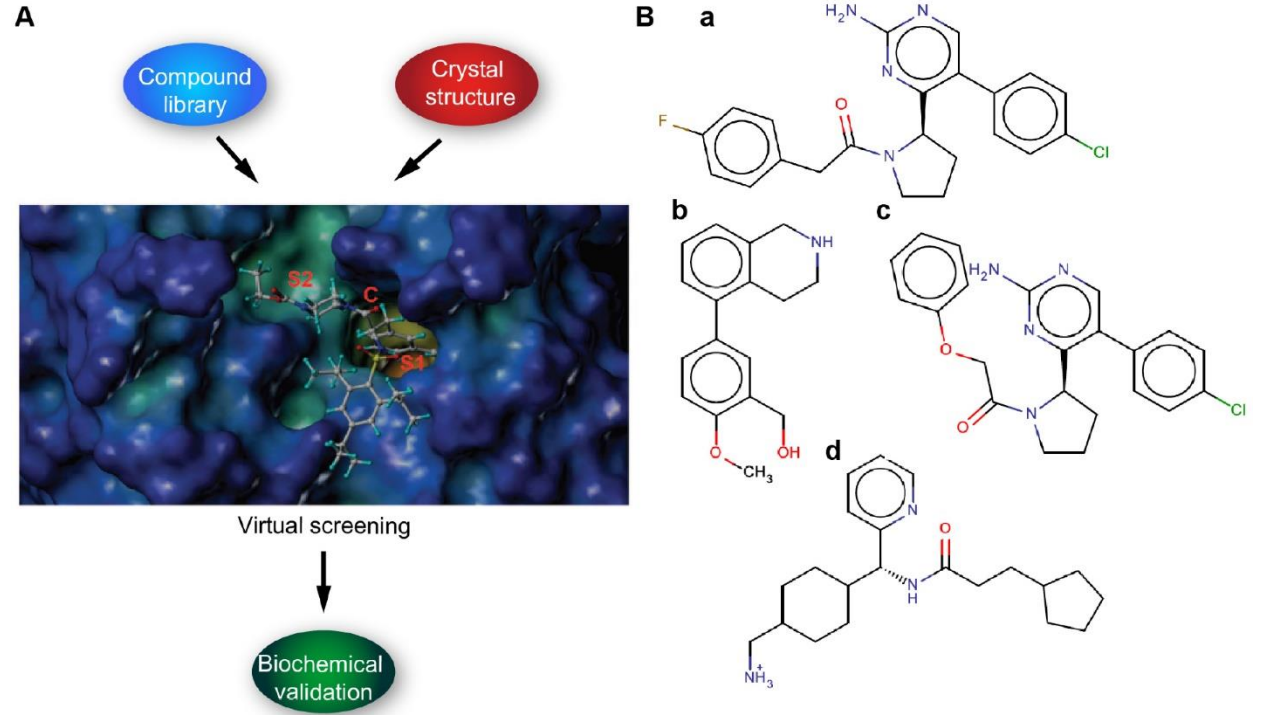 A
Compound
library
Crystal
structure
S2
C
S1
Virtual screening
Biochemical
validation
B
a
H2N
N
N
O
F
N
Cl
b
NH
O
CH3
OH
c
H2N
N
N
O
O
N
Cl
d
N
O
N
H
NH3
+